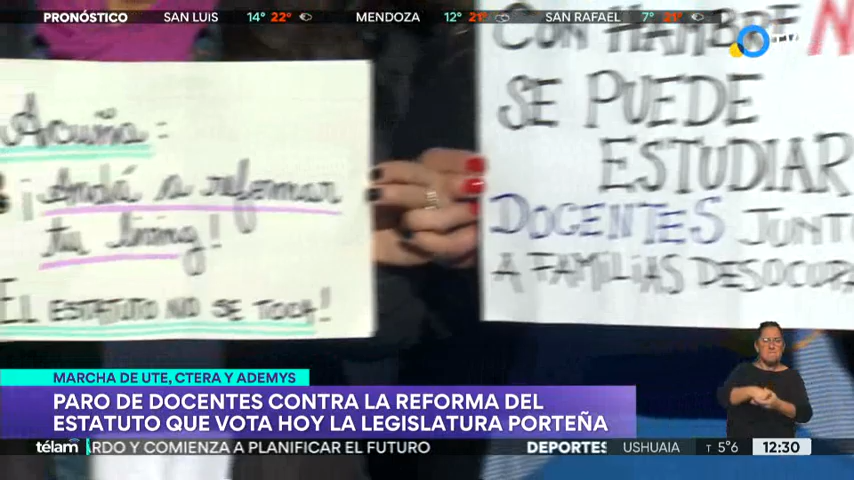 PRONÓSTICO SAN LUIS 14° 22° MENDOZA 12° 21° SAN RAFAEL 7° 21°
Acuña:
¡Andá a reformar
tu living!
EL ESTATUTO NO SE TOCA!
CON HAMBRE
SE PUEDE
ESTUDIAR
DOCENTES
A FAMILIAS
MARCHA DE UTE, CTERA Y ADEMYS
PARO DE DOCENTES CONTRA LA REFORMA DEL
ESTATUTO QUE VOTA HOY LA LEGISLATURA PORTEÑA
télam ARDO Y COMIENZA A PLANIFICAR EL FUTURO DEPORTES USHUAIA T 5°6 12:30